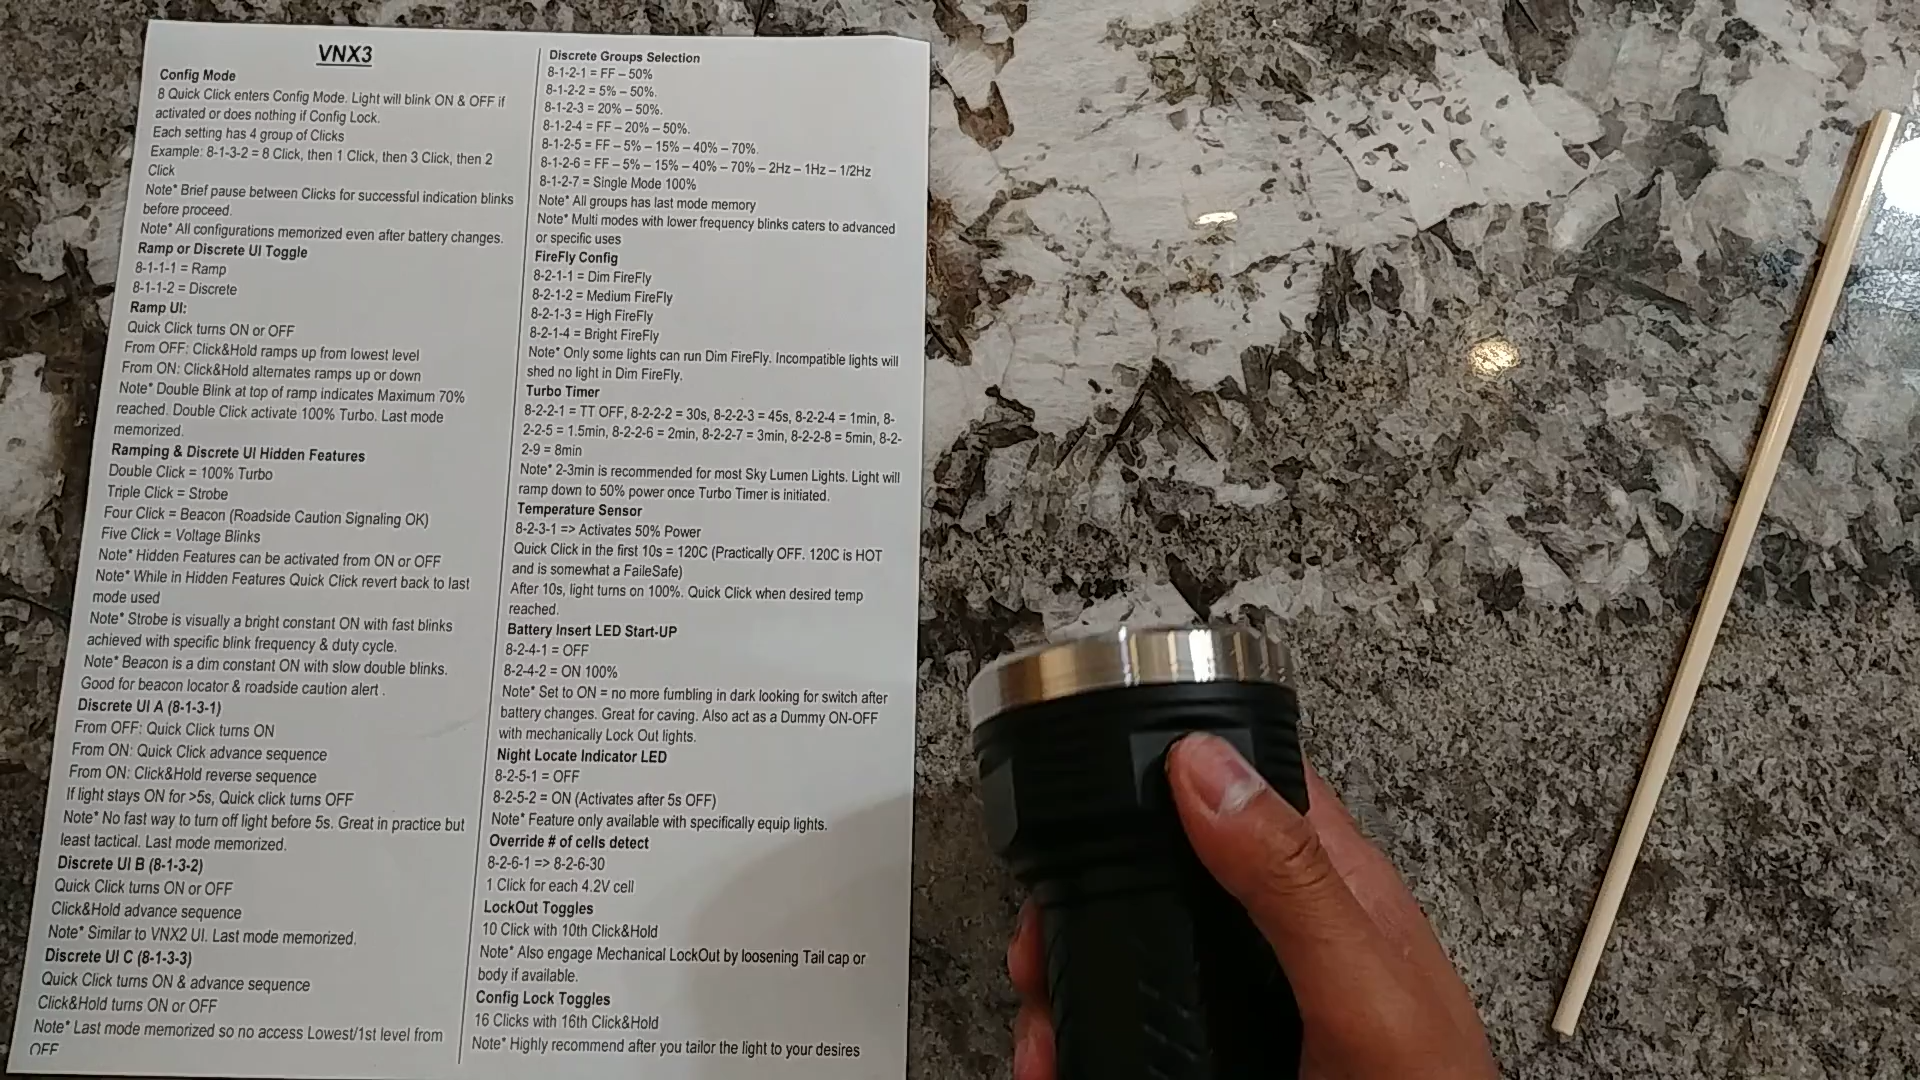 VNX3
Config Mode
8 Quick Click enters Config Mode. Light will blink ON & OFF if
activated or does nothing if Config Lock.
Each setting has 4 group of Clicks
Example: 8-1-3-2 = 8 Click, then 1 Click, then 3 Click, then 2
Click
Note* Brief pause between Clicks for successful indication blinks
before proceed.
Note* All configurations memorized even after battery changes.
Ramp or Discrete UI Toggle
8-1-1-1 = Ramp
8-1-1-2 = Discrete
Ramp UI:
Quick Click turns ON or OFF
From OFF: Click&Hold ramps up from lowest level
From ON: Click&Hold alternates ramps up or down
Note* Double Blink at top of ramp indicates Maximum 70%
reached. Double Click activate 100% Turbo. Last mode
memorized.
Ramping & Discrete UI Hidden Features
Double Click = 100% Turbo
Triple Click = Strobe
Four Click = Beacon (Roadside Caution Signaling OK)
Five Click = Voltage Blinks
Note* Hidden Features can be activated from ON or OFF
Note* While in Hidden Features Quick Click revert back to last
mode used
Note* Strobe is visually a bright constant ON with fast blinks
achieved with specific blink frequency & duty cycle.
Note* Beacon is a dim constant ON with slow double blinks.
Good for beacon locator & roadside caution alert .
Discrete UI A (8-1-3-1)
From OFF: Quick Click turns ON
From ON: Quick Click advance sequence
From ON: Click&Hold reverse sequence
If light stays ON for >5s, Quick click turns OFF
Note* No fast way to turn off light before 5s. Great in practice but
least tactical. Last mode memorized.
Discrete UI B (8-1-3-2)
Quick Click turns ON or OFF
Click&Hold advance sequence
Note* Similar to VNX2 UI. Last mode memorized.
Discrete UI C (8-1-3-3)
Quick Click turns ON & advance sequence
Click&Hold turns ON or OFF
Note* Last mode memorized so no access Lowest/1st level from
OFF
Discrete Groups Selection
8-1-2-1 = FF – 50%
8-1-2-2 = 5% – 50%.
8-1-2-3 = 20% – 50%.
8-1-2-4 = FF – 20% – 50%.
8-1-2-5 = FF – 5% – 15% – 40% – 70%.
8-1-2-6 = FF – 5% – 15% – 40% – 70% – 2Hz – 1Hz – 1/2Hz
8-1-2-7 = Single Mode 100%
Note* All groups has last mode memory
Note* Multi modes with lower frequency blinks caters to advanced
or specific uses
FireFly Config
8-2-1-1 = Dim FireFly
8-2-1-2 = Medium FireFly
8-2-1-3 = High FireFly
8-2-1-4 = Bright FireFly
Note* Only some lights can run Dim FireFly. Incompatible lights will
shed no light in Dim FireFly.
Turbo Timer
8-2-2-1 = TT OFF, 8-2-2-2 = 30s, 8-2-2-3 = 45s, 8-2-2-4 = 1min, 8-
2-2-5 = 1.5min, 8-2-2-6 = 2min, 8-2-2-7 = 3min, 8-2-2-8 = 5min, 8-2-
2-9 = 8min
Note* 2-3min is recommended for most Sky Lumen Lights. Light will
ramp down to 50% power once Turbo Timer is initiated.
Temperature Sensor
8-2-3-1 => Activates 50% Power
Quick Click in the first 10s = 120C (Practically OFF. 120C is HOT
and is somewhat a FaileSafe)
After 10s, light turns on 100%. Quick Click when desired temp
reached.
Battery Insert LED Start-UP
8-2-4-1 = OFF
8-2-4-2 = ON 100%
Note* Set to ON = no more fumbling in dark looking for switch after
battery changes. Great for caving. Also act as a Dummy ON-OFF
with mechanically Lock Out lights.
Night Locate Indicator LED
8-2-5-1 = OFF
8-2-5-2 = ON (Activates after 5s OFF)
Note* Feature only available with specifically equip lights.
Override # of cells detect
8-2-6-1 => 8-2-6-30
1 Click for each 4.2V cell
LockOut Toggles
10 Click with 10th Click&Hold
Note* Also engage Mechanical LockOut by loosening Tail cap or
body if available.
Config Lock Toggles
16 Clicks with 16th Click&Hold
Note* Highly recommend after you tailor the light to your desires